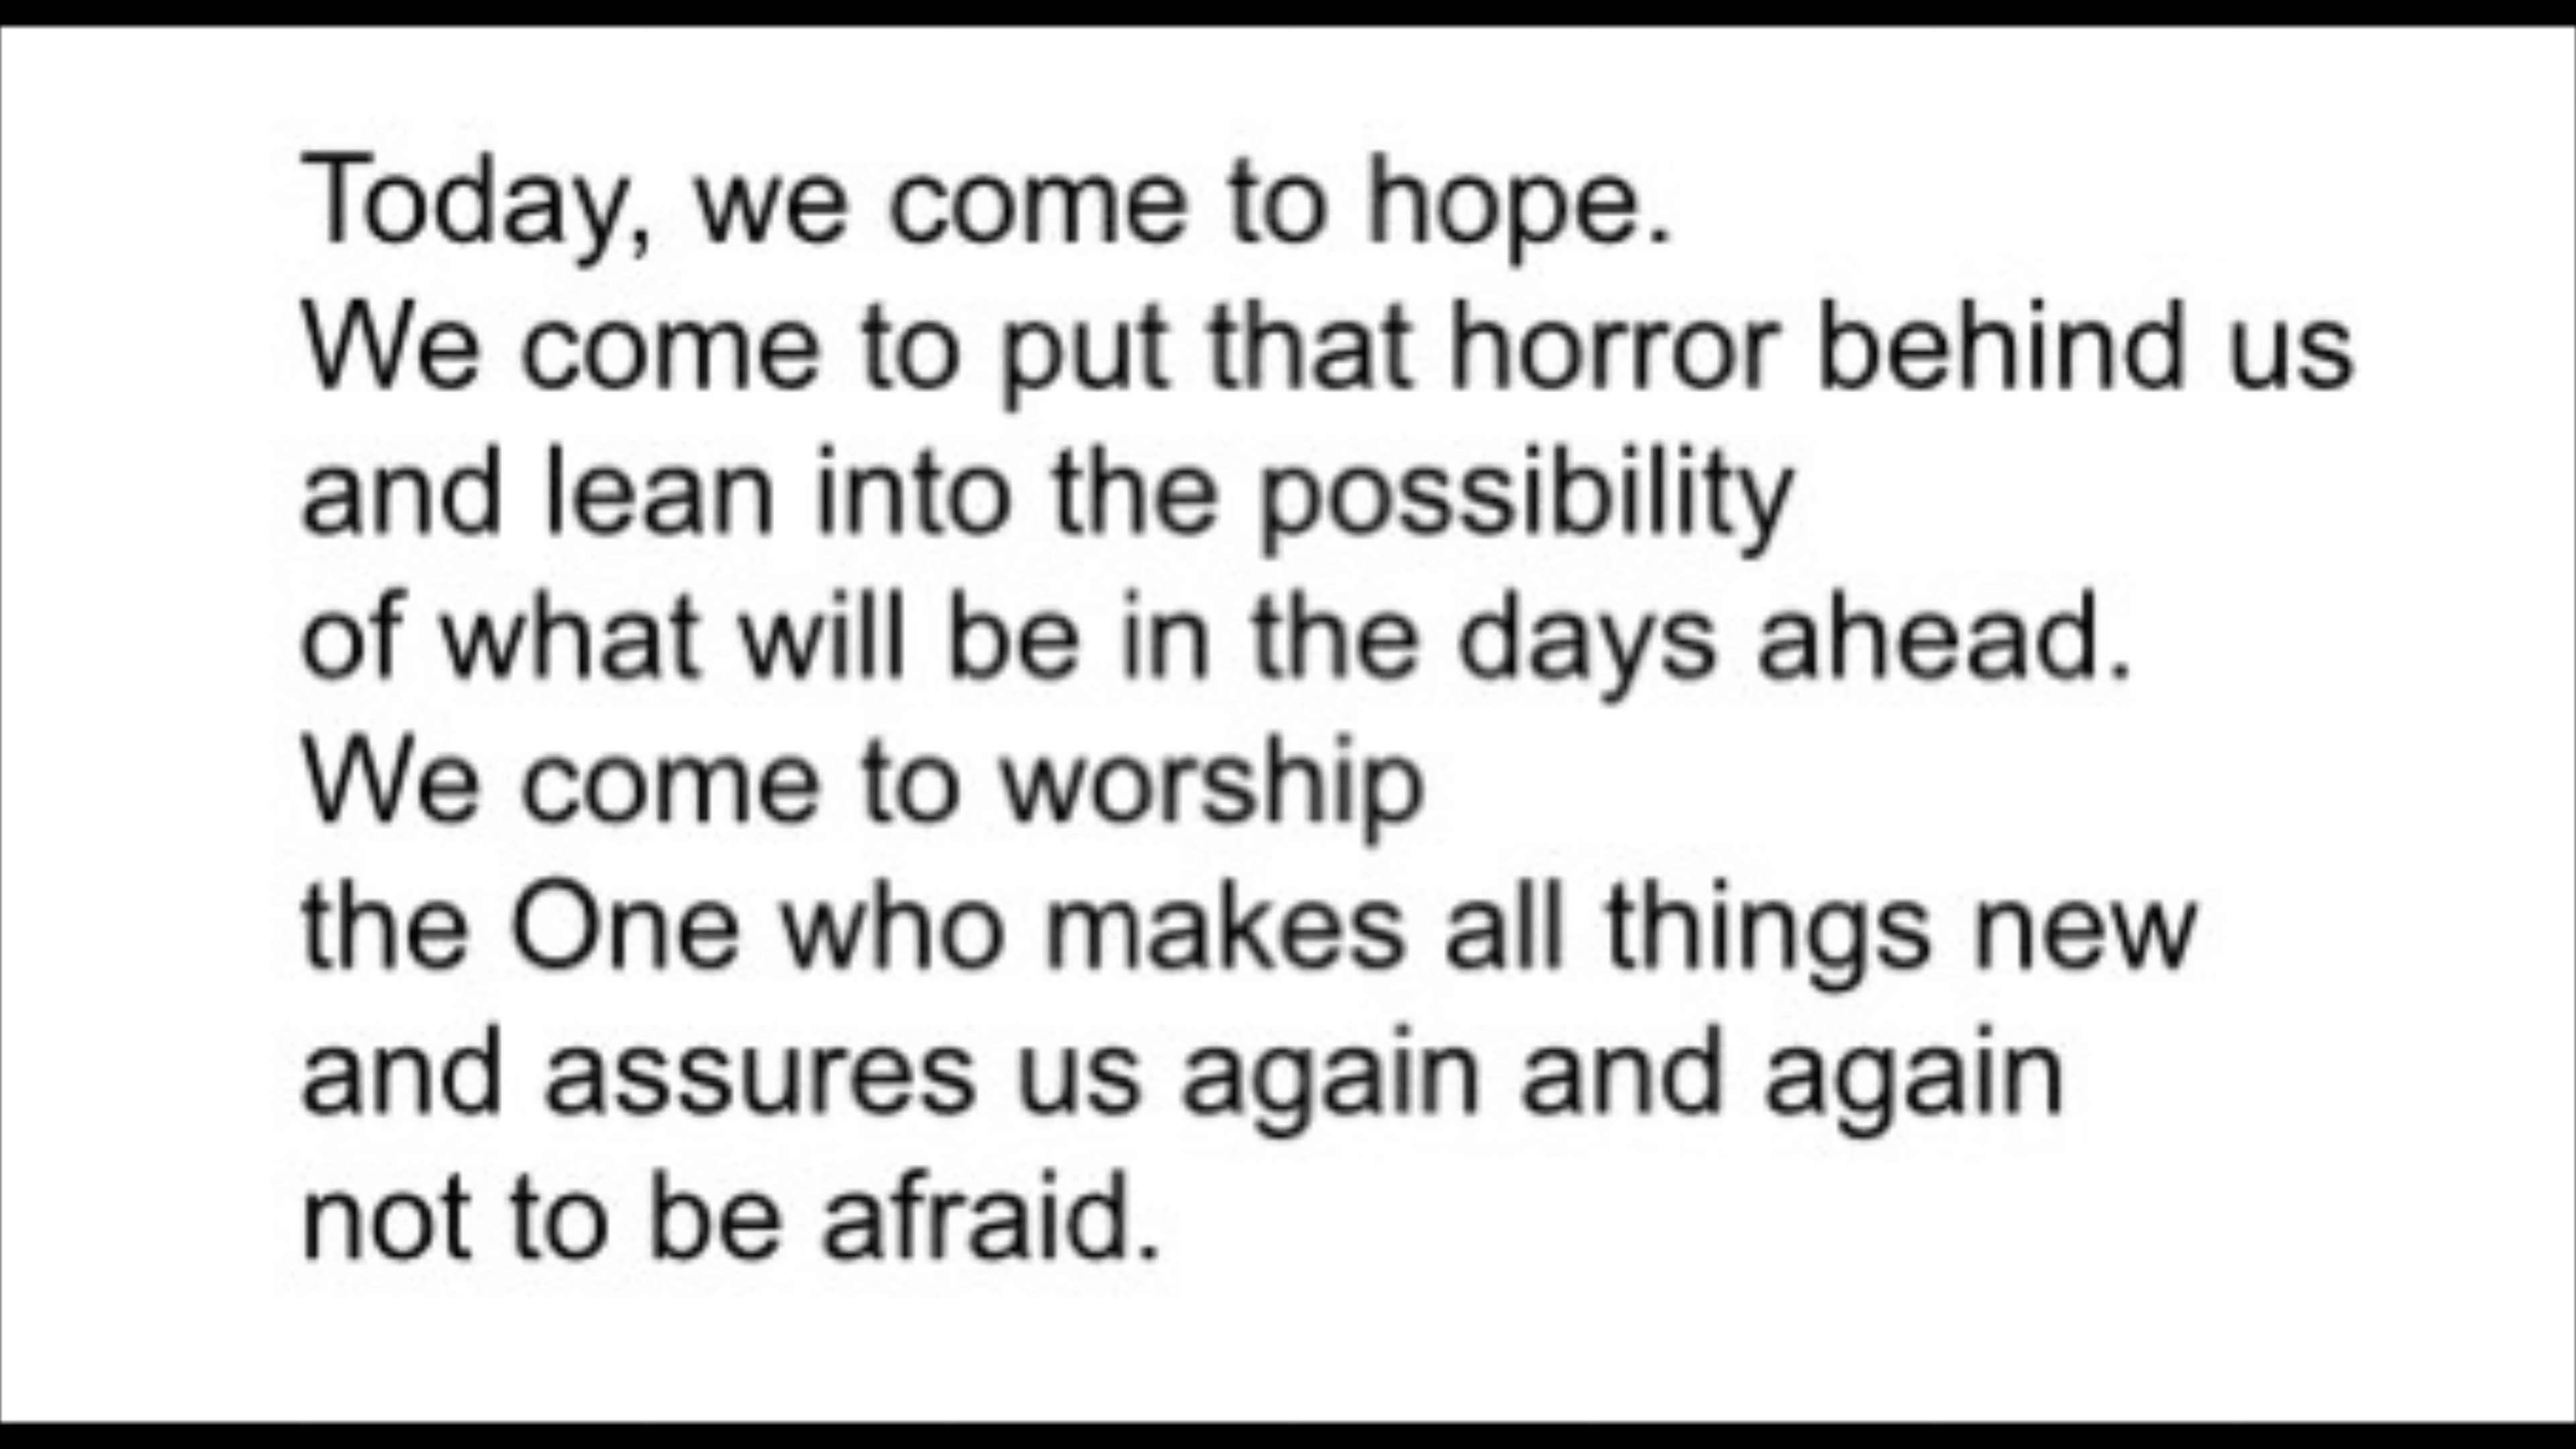 Today, we come to hope.
We come to put that horror behind us
and lean into the possibility
of what will be in the days ahead.
We come to worship
the One who makes all things new
and assures us again and again
not to be afraid.